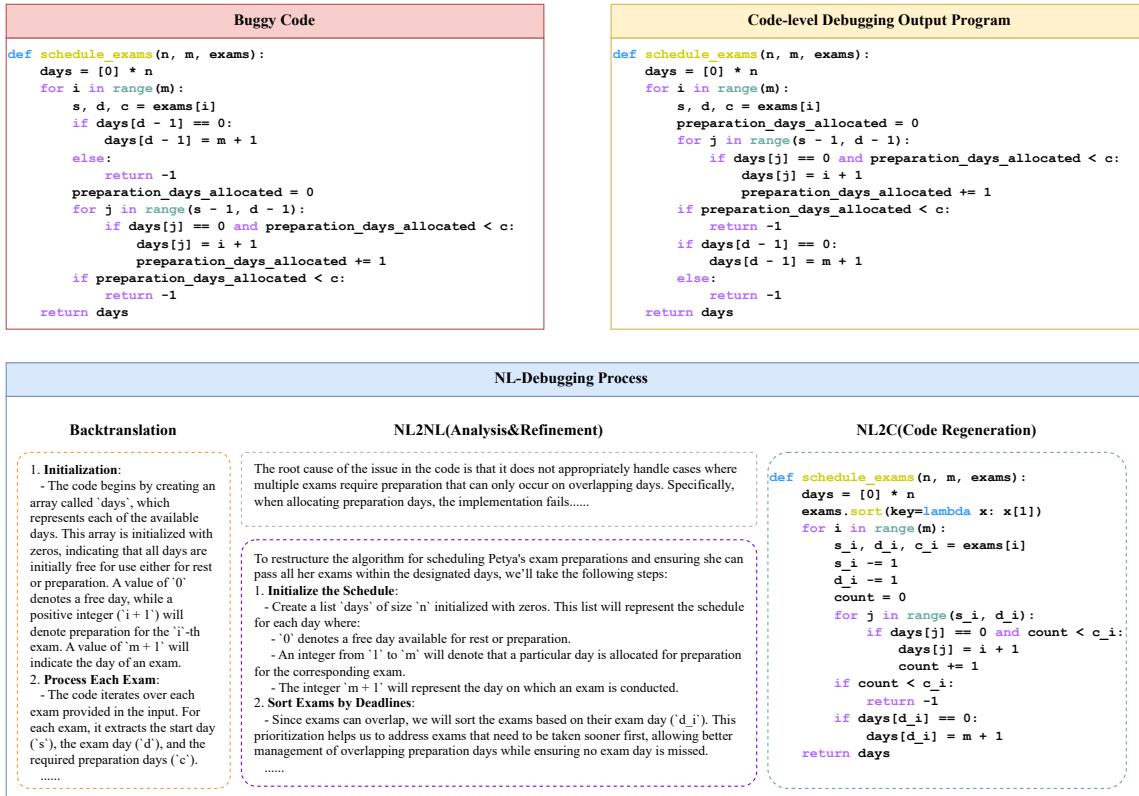 Buggy Code
def schedule_exams(n, m, exams):
    days = [0] * n
    for i in range(m):
        s, d, c = exams[i]
        if days[d - 1] == 0:
            days[d - 1] = m + 1
        else:
            return -1
        preparation_days_allocated = 0
        for j in range(s - 1, d - 1):
            if days[j] == 0 and preparation_days_allocated < c:
                days[j] = i + 1
                preparation_days_allocated += 1
        if preparation_days_allocated < c:
            return -1
    return days
Code-level Debugging Output Program
def schedule_exams(n, m, exams):
    days = [0] * n
    for i in range(m):
        s, d, c = exams[i]
        preparation_days_allocated = 0
        for j in range(s - 1, d - 1):
            if days[j] == 0 and preparation_days_allocated < c:
                days[j] = i + 1
                preparation_days_allocated += 1
        if preparation_days_allocated < c:
            return -1
        if days[d - 1] == 0:
            days[d - 1] = m + 1
        else:
            return -1
    return days
NL-Debugging Process
Backtranslation
1. Initialization:
- The code begins by creating an
array called `days`, which
represents each of the available
days. This array is initialized with
zeros, indicating that all days are
initially free for use either for rest
or preparation. A value of `0`
denotes a free day, while a
positive integer (`i + 1`) will
denote preparation for the `i`-th
exam. A value of `m + 1` will
indicate the day of an exam.
2. Process Each Exam:
- The code iterates over each
exam provided in the input. For
each exam, it extracts the start day
(`s`), the exam day (`d`), and the
required preparation days (`c`).
......
NL2NL(Analysis&Refinement)
The root cause of the issue in the code is that it does not appropriately handle cases where
multiple exams require preparation that can only occur on overlapping days. Specifically,
when allocating preparation days, the implementation fails......
To restructure the algorithm for scheduling Petya's exam preparations and ensuring she can
pass all her exams within the designated days, we'll take the following steps:
1. Initialize the Schedule:
- Create a list `days` of size `n` initialized with zeros. This list will represent the schedule
for each day where:
- `0` denotes a free day available for rest or preparation.
- An integer from `1` to `m` will denote that a particular day is allocated for preparation
for the corresponding exam.
- The integer `m + 1` will represent the day on which an exam is conducted.
2. Sort Exams by Deadlines:
- Since exams can overlap, we will sort the exams based on their exam day (`d_i`). This
prioritization helps us to address exams that need to be taken sooner first, allowing better
management of overlapping preparation days while ensuring no exam day is missed.
......
NL2C(Code Regeneration)
def schedule_exams(n, m, exams):
    days = [0] * n
    exams.sort(key=lambda x: x[1])
    for i in range(m):
        s_i, d_i, c_i = exams[i]
        s_i -= 1
        d_i -= 1
        count = 0
        for j in range(s_i, d_i):
            if days[j] == 0 and count < c_i:
                days[j] = i + 1
                count += 1
        if count < c_i:
            return -1
        if days[d_i] == 0:
            days[d_i] = m + 1
    return days